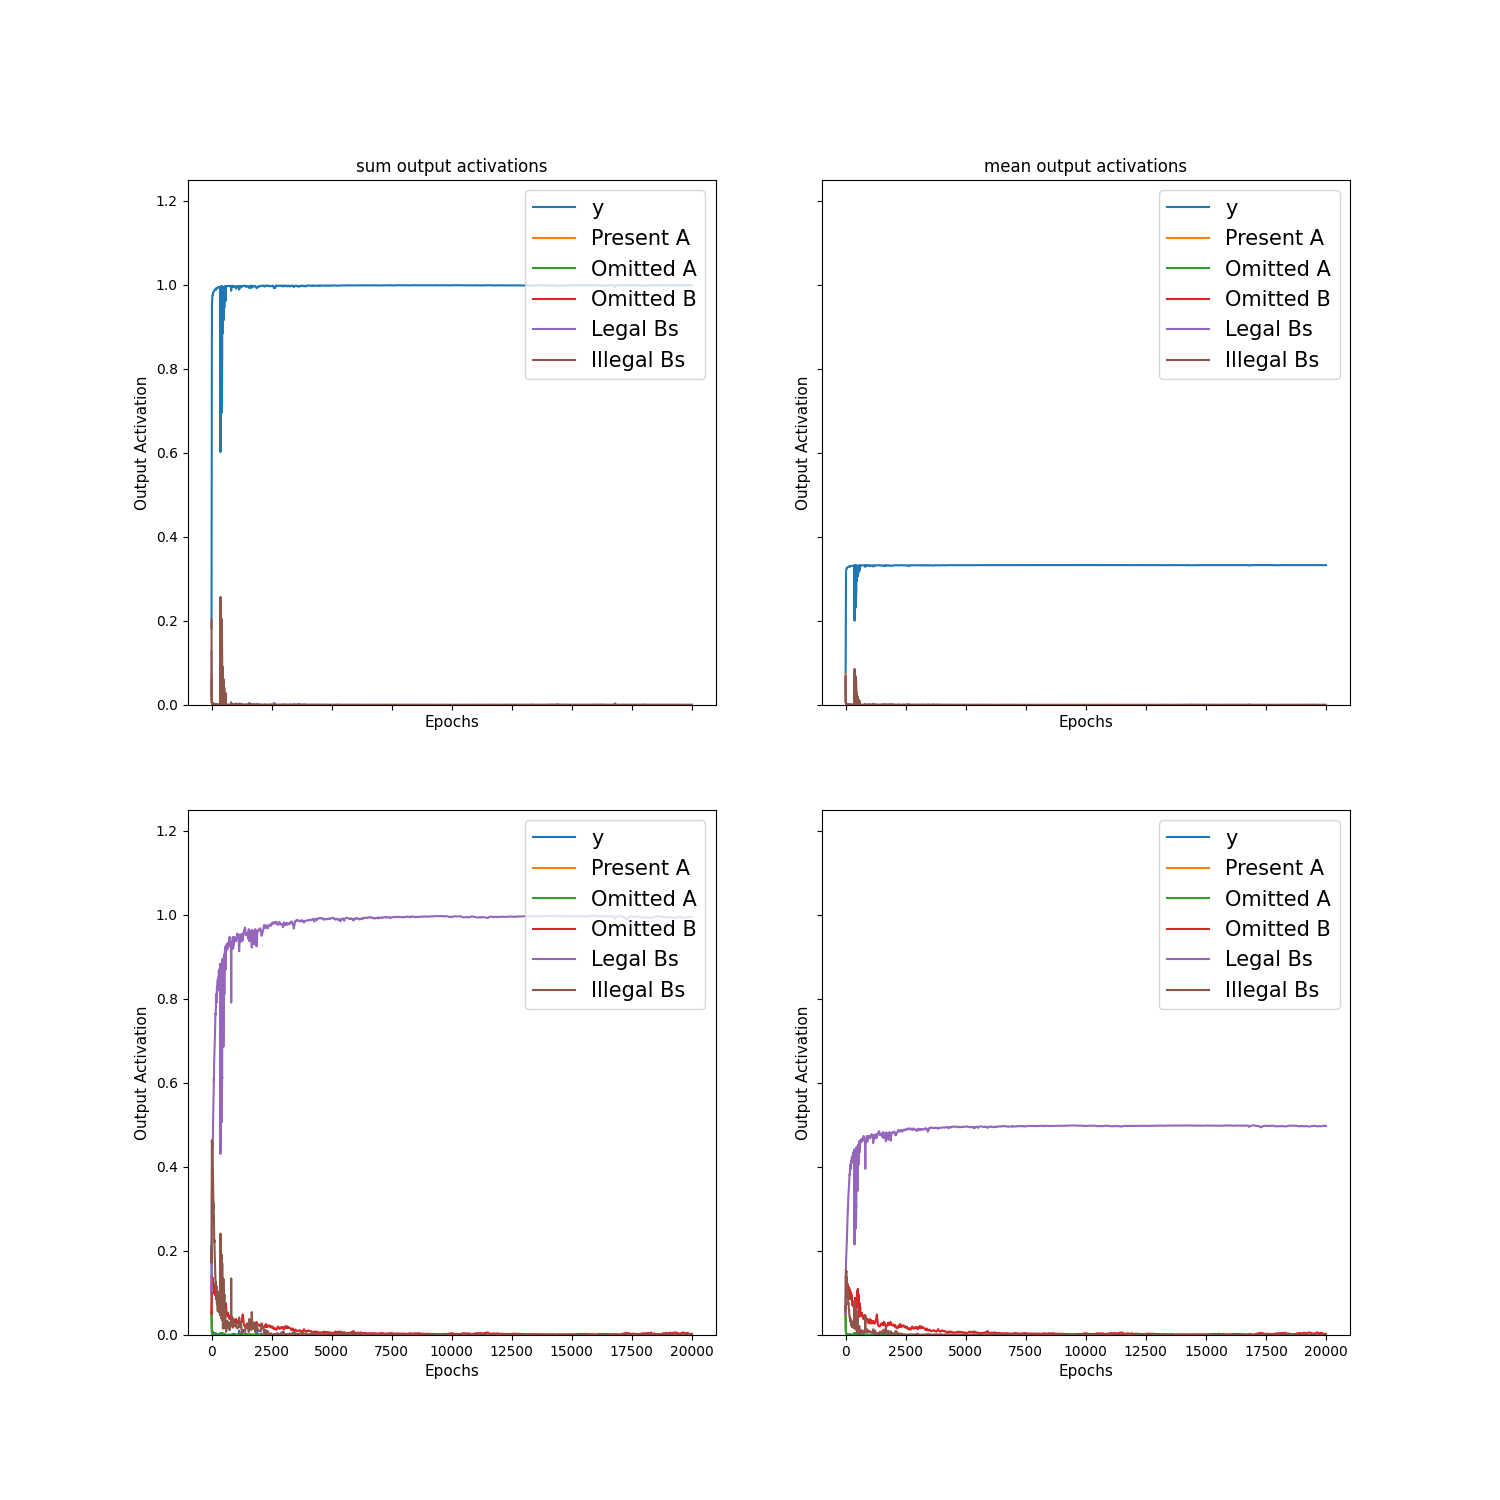 sum output activations
mean output activations
Output Activation
1.2
1.0
0.8
0.6
0.4
0.2
0.0
y
Present A
Omitted A
Omitted B
Legal Bs
Illegal Bs
Epochs
Output Activation
y
Present A
Omitted A
Omitted B
Legal Bs
Illegal Bs
Epochs
Output Activation
1.2
1.0
0.8
0.6
0.4
0.2
0.0
y
Present A
Omitted A
Omitted B
Legal Bs
Illegal Bs
0 2500 5000 7500 10000 12500 15000 17500 20000
Epochs
Output Activation
y
Present A
Omitted A
Omitted B
Legal Bs
Illegal Bs
0 2500 5000 7500 10000 12500 15000 17500 20000
Epochs